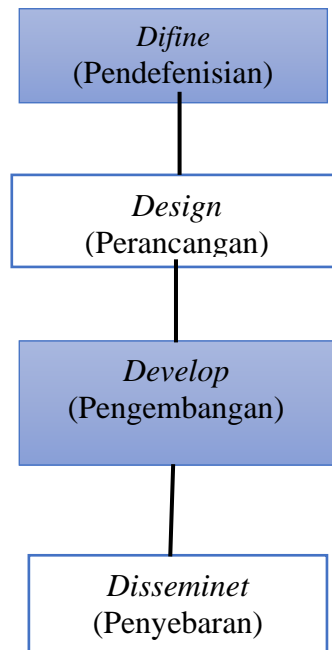 Difine
(Pendefenisian)
Design
(Perancangan)
Develop
(Pengembangan)
Disseminet
(Penyebaran)